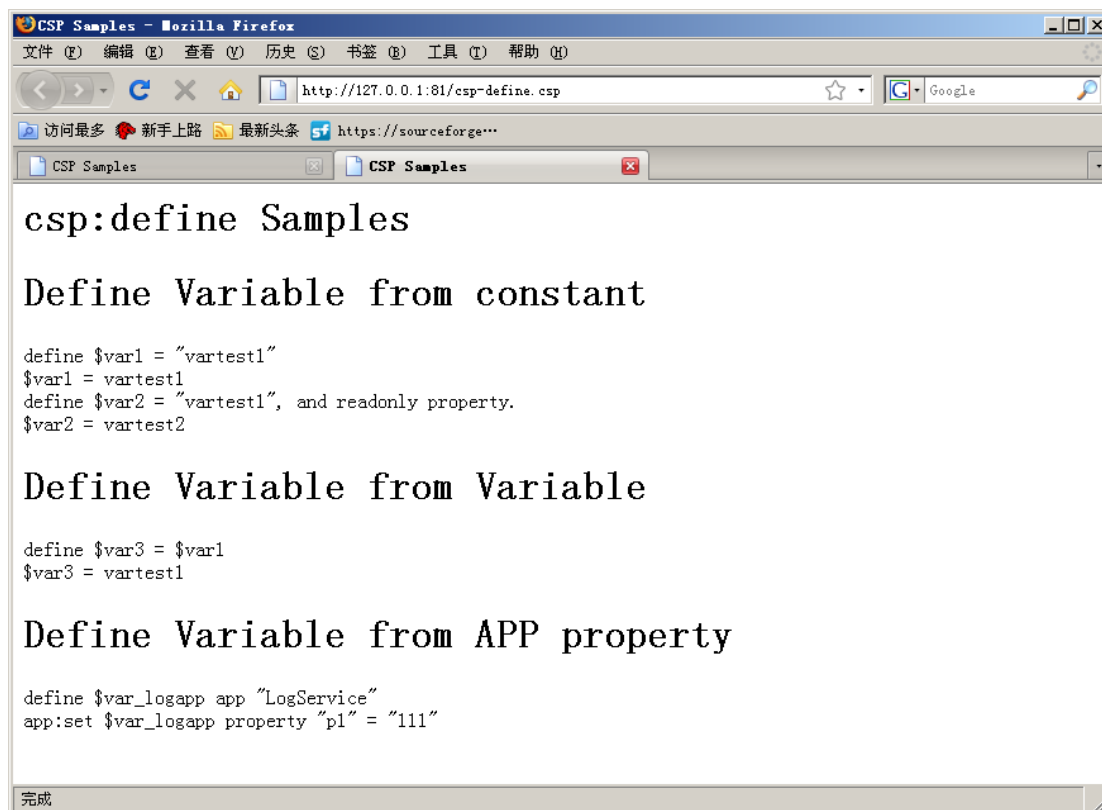 CSP Samples - Mozilla Firefox
文件 (F) 编辑 (E) 查看 (V) 历史 (S) 书签 (B) 工具 (T) 帮助 (H)
http://127.0.0.1:81/csp-define.csp G Google
访问最多 新手上路 最新头条 sf https://sourceforge…
CSP Samples CSP Samples
csp:define Samples
Define Variable from constant
define $var1 = "vartest1"
$var1 = vartest1
define $var2 = "vartest1", and readonly property.
$var2 = vartest2
Define Variable from Variable
define $var3 = $var1
$var3 = vartest1
Define Variable from APP property
define $var_logapp app "LogService"
app:set $var_logapp property "p1" = "111"
完成